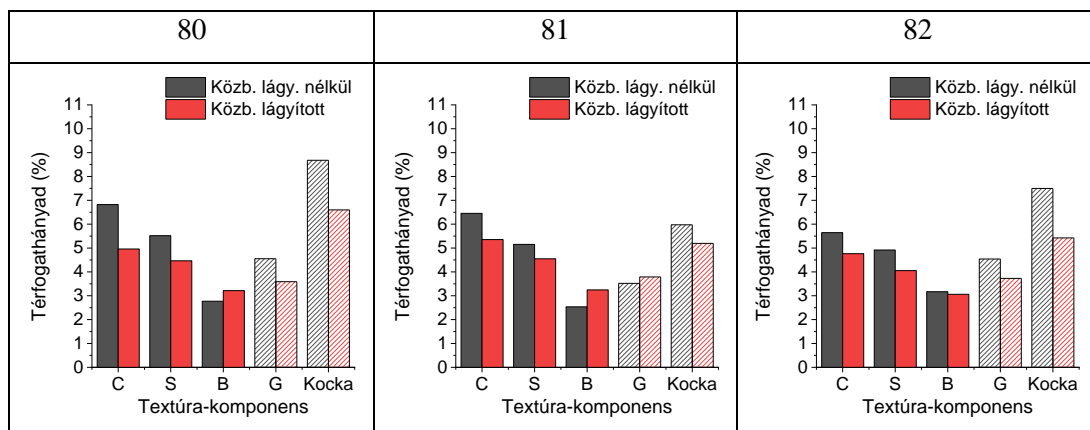 80
81
82
Közb. lágy. nélkül
Közb. lágyított
11
10
9
8
7
6
5
4
3
2
1
0
Térfogathányad (%)
C S B G Kocka
Textúra-komponens
Közb. lágy. nélkül
Közb. lágyított
11
10
9
8
7
6
5
4
3
2
1
0
Térfogathányad (%)
C S B G Kocka
Textúra-komponens
Közb. lágy. nélkül
Közb. lágyított
11
10
9
8
7
6
5
4
3
2
1
0
Térfogathányad (%)
C S B G Kocka
Textúra-komponens